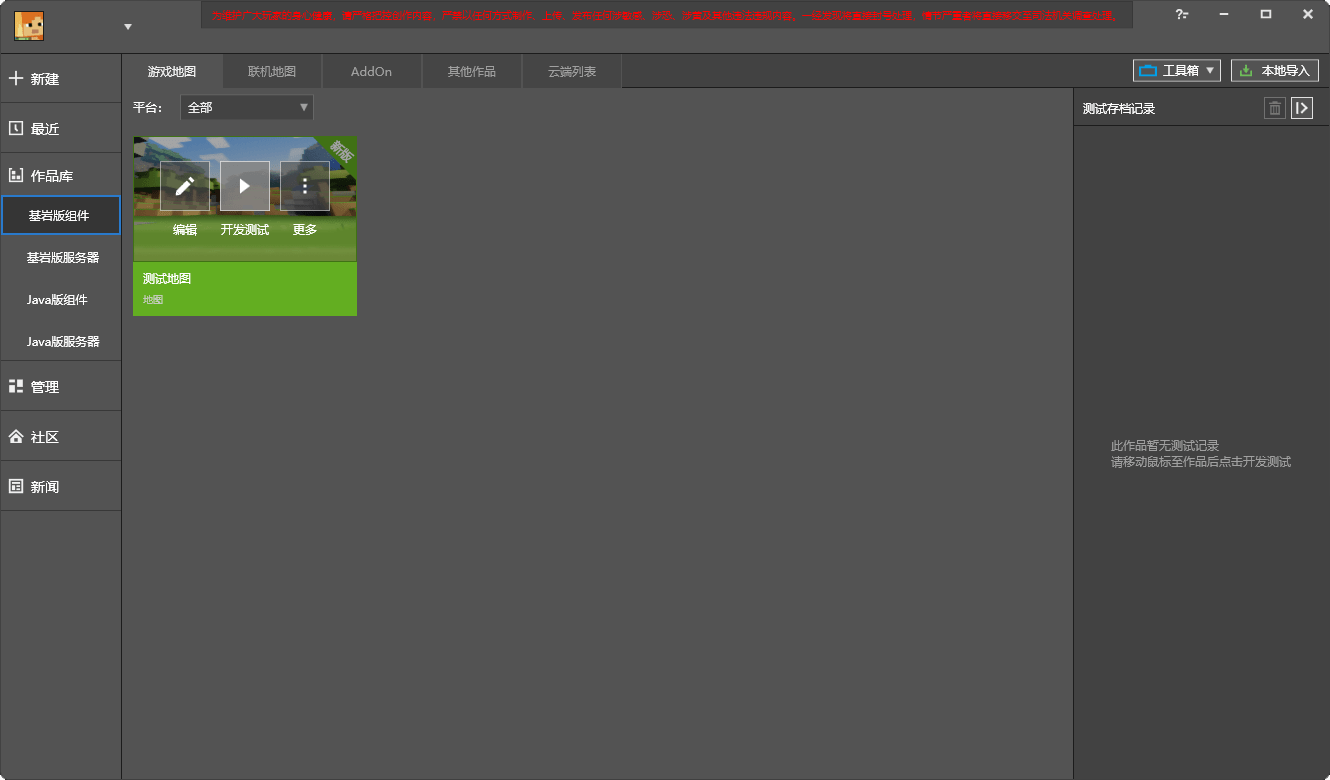 新建
最近
作品库
基岩版组件
基岩版服务器
Java版组件
Java版服务器
管理
社区
新闻
游戏地图
联机地图
AddOn
其他作品
云端列表
工具箱
本地导入
平台：
全部
新版
编辑
开发测试
更多
测试地图
地图
测试存档记录
此作品暂无测试记录
请移动鼠标至作品后点击开发测试